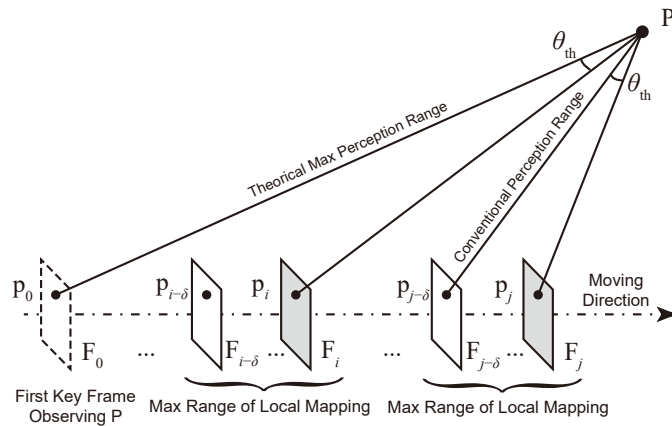 P
θth
θth
Theorical Max Perception Range
Conventional Perception Range
p0
pi−δ
pi
pj−δ
pj
Moving
Direction
F0
...
Fi−δ
...
Fi
...
Fj−δ
...
Fj
First Key Frame
Observing P
Max Range of Local Mapping
Max Range of Local Mapping